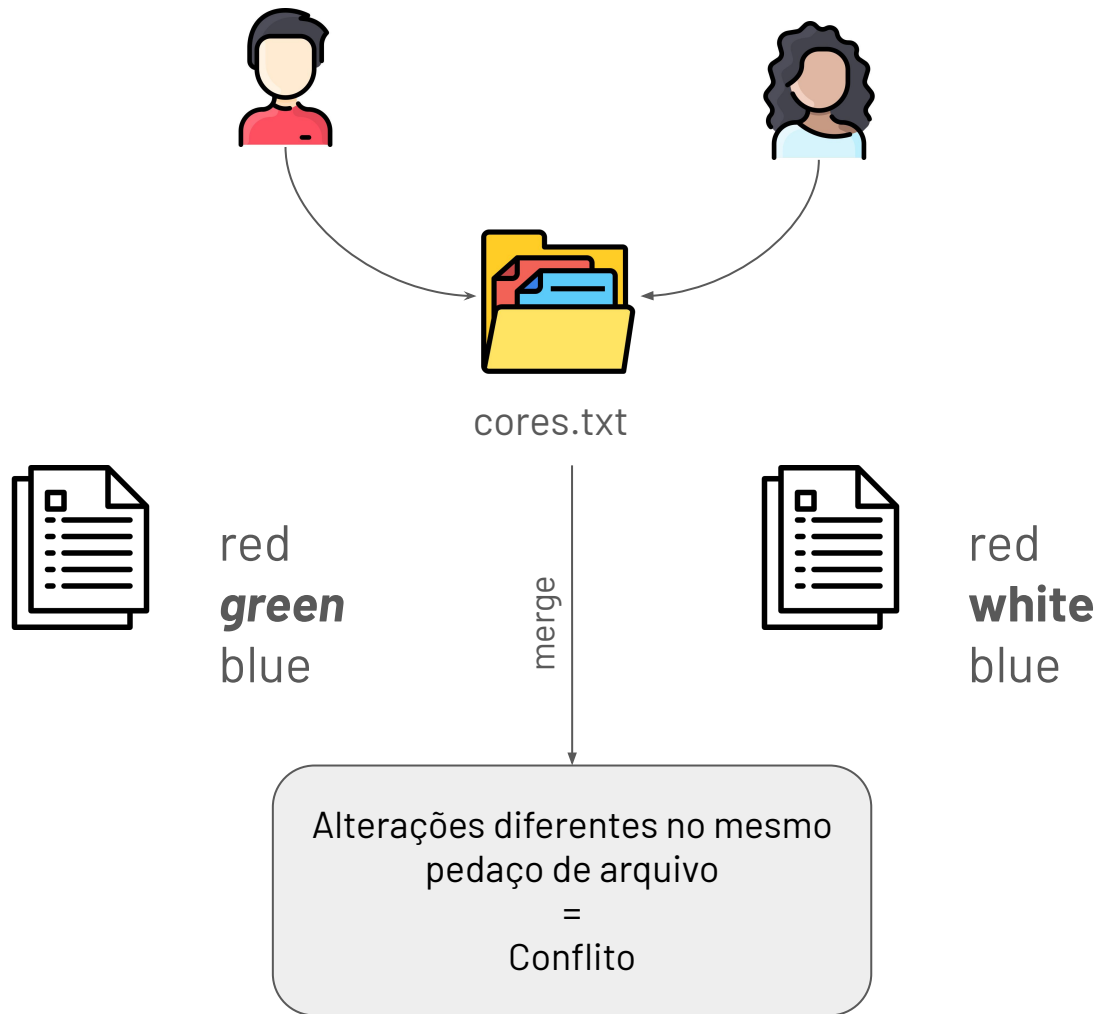 cores.txt
red
green
blue
merge
red
white
blue
Alterações diferentes no mesmo
pedaço de arquivo
=
Conflito